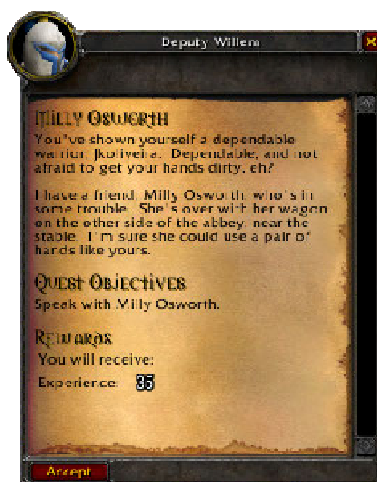 Deputy Willem
Milly Osworth
You've shown yourself a dependable
warrior, Jkoliveira. Dependable, and not
afraid to get your hands dirty, eh?
I have a friend, Milly Osworth, who's in
some trouble. She's over with her wagon
on the other side of the abbey, near the
stable. I'm sure she could use a pair of
hands like yours.
Quest Objectives
Speak with Milly Osworth.
Rewards
You will receive:
Experience: 35
Accept